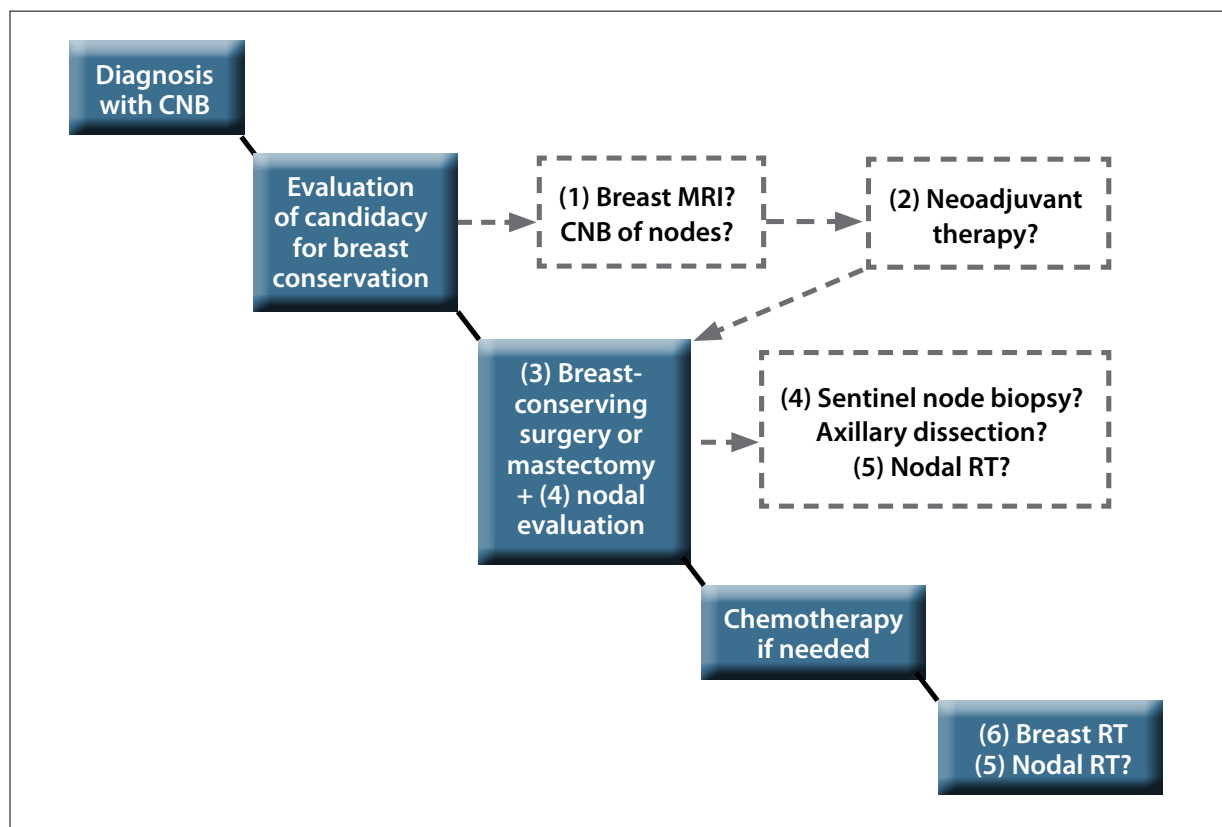 Diagnosis
with CNB
Evaluation
of candidacy
for breast
conservation
(1) Breast MRI?
CNB of nodes?
(2) Neoadjuvant
therapy?
(3) Breast-
conserving
surgery or
mastectomy
+ (4) nodal
evaluation
(4) Sentinel node biopsy?
Axillary dissection?
(5) Nodal RT?
Chemotherapy
if needed
(6) Breast RT
(5) Nodal RT?